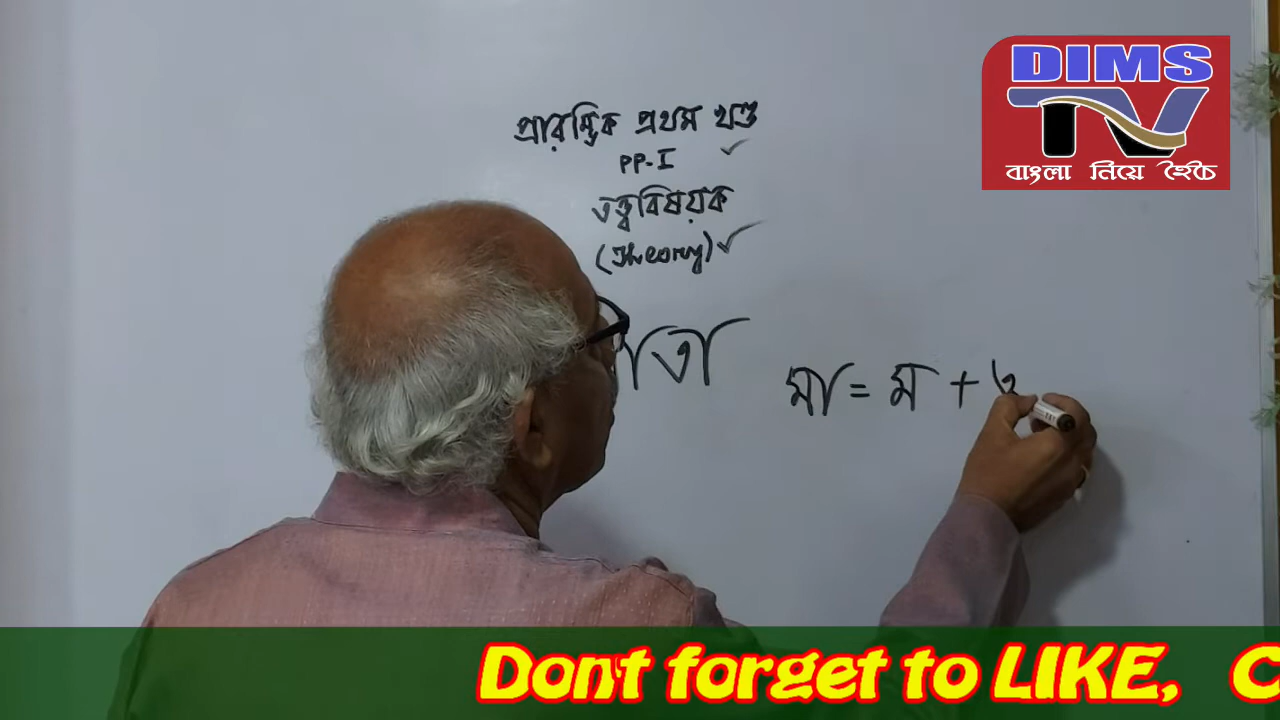 DIMS
TV
বাংলা নিয়ে হৈচৈ
প্রারম্ভিক প্রথম খণ্ড
PP-I
তত্ত্ববিষয়ক
(Theory)
তা
মা = ম +
Dont forget to LIKE, C